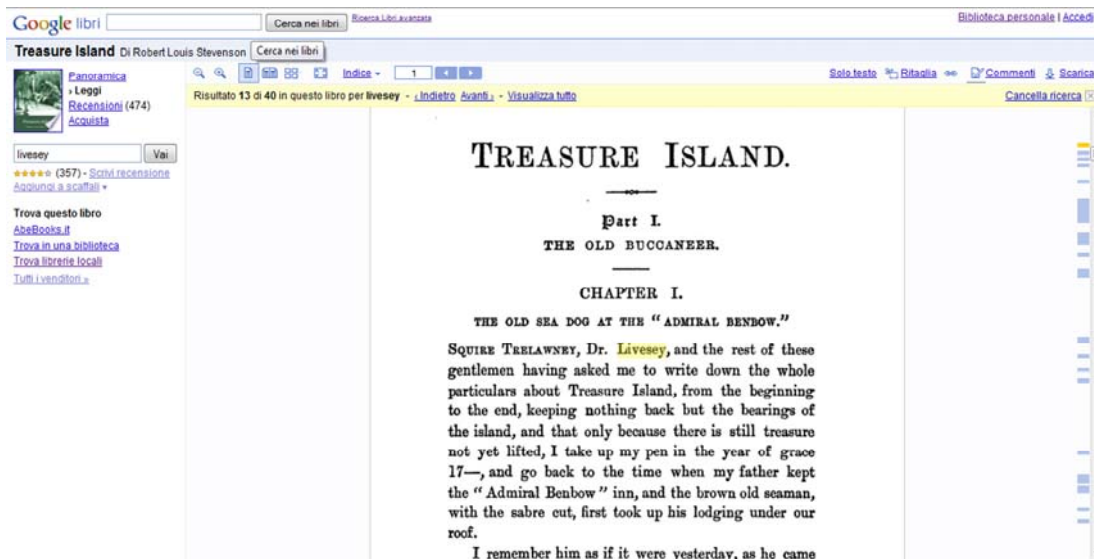 Google libri Cerca nei libri Ricerca Libri avanzata Biblioteca personale | Accedi
Treasure Island Di Robert Louis Stevenson Cerca nei libri
Panoramica
› Leggi
Recensioni (474)
Acquista
Indice 1 Solo testo Ritaglia Commenti Scarica
Risultato 13 di 40 in questo libro per livesey - ‹ Indietro Avanti › - Visualizza tutto Cancella ricerca
livesey Vai
(357) - Scrivi recensione
Aggiungi a scaffali
Trova questo libro
AbeBooks.it
Trova in una biblioteca
Trova librerie locali
Tutti i venditori »
TREASURE ISLAND.
Part I.
THE OLD BUCCANEER.
CHAPTER I.
THE OLD SEA DOG AT THE "ADMIRAL BENBOW."
SQUIRE TRELAWNEY, Dr. Livesey, and the rest of these
gentlemen having asked me to write down the whole
particulars about Treasure Island, from the beginning
to the end, keeping nothing back but the bearings of
the island, and that only because there is still treasure
not yet lifted, I take up my pen in the year of grace
17—, and go back to the time when my father kept
the "Admiral Benbow" inn, and the brown old seaman,
with the sabre cut, first took up his lodging under our
roof.
I remember him as if it were yesterday, as he came